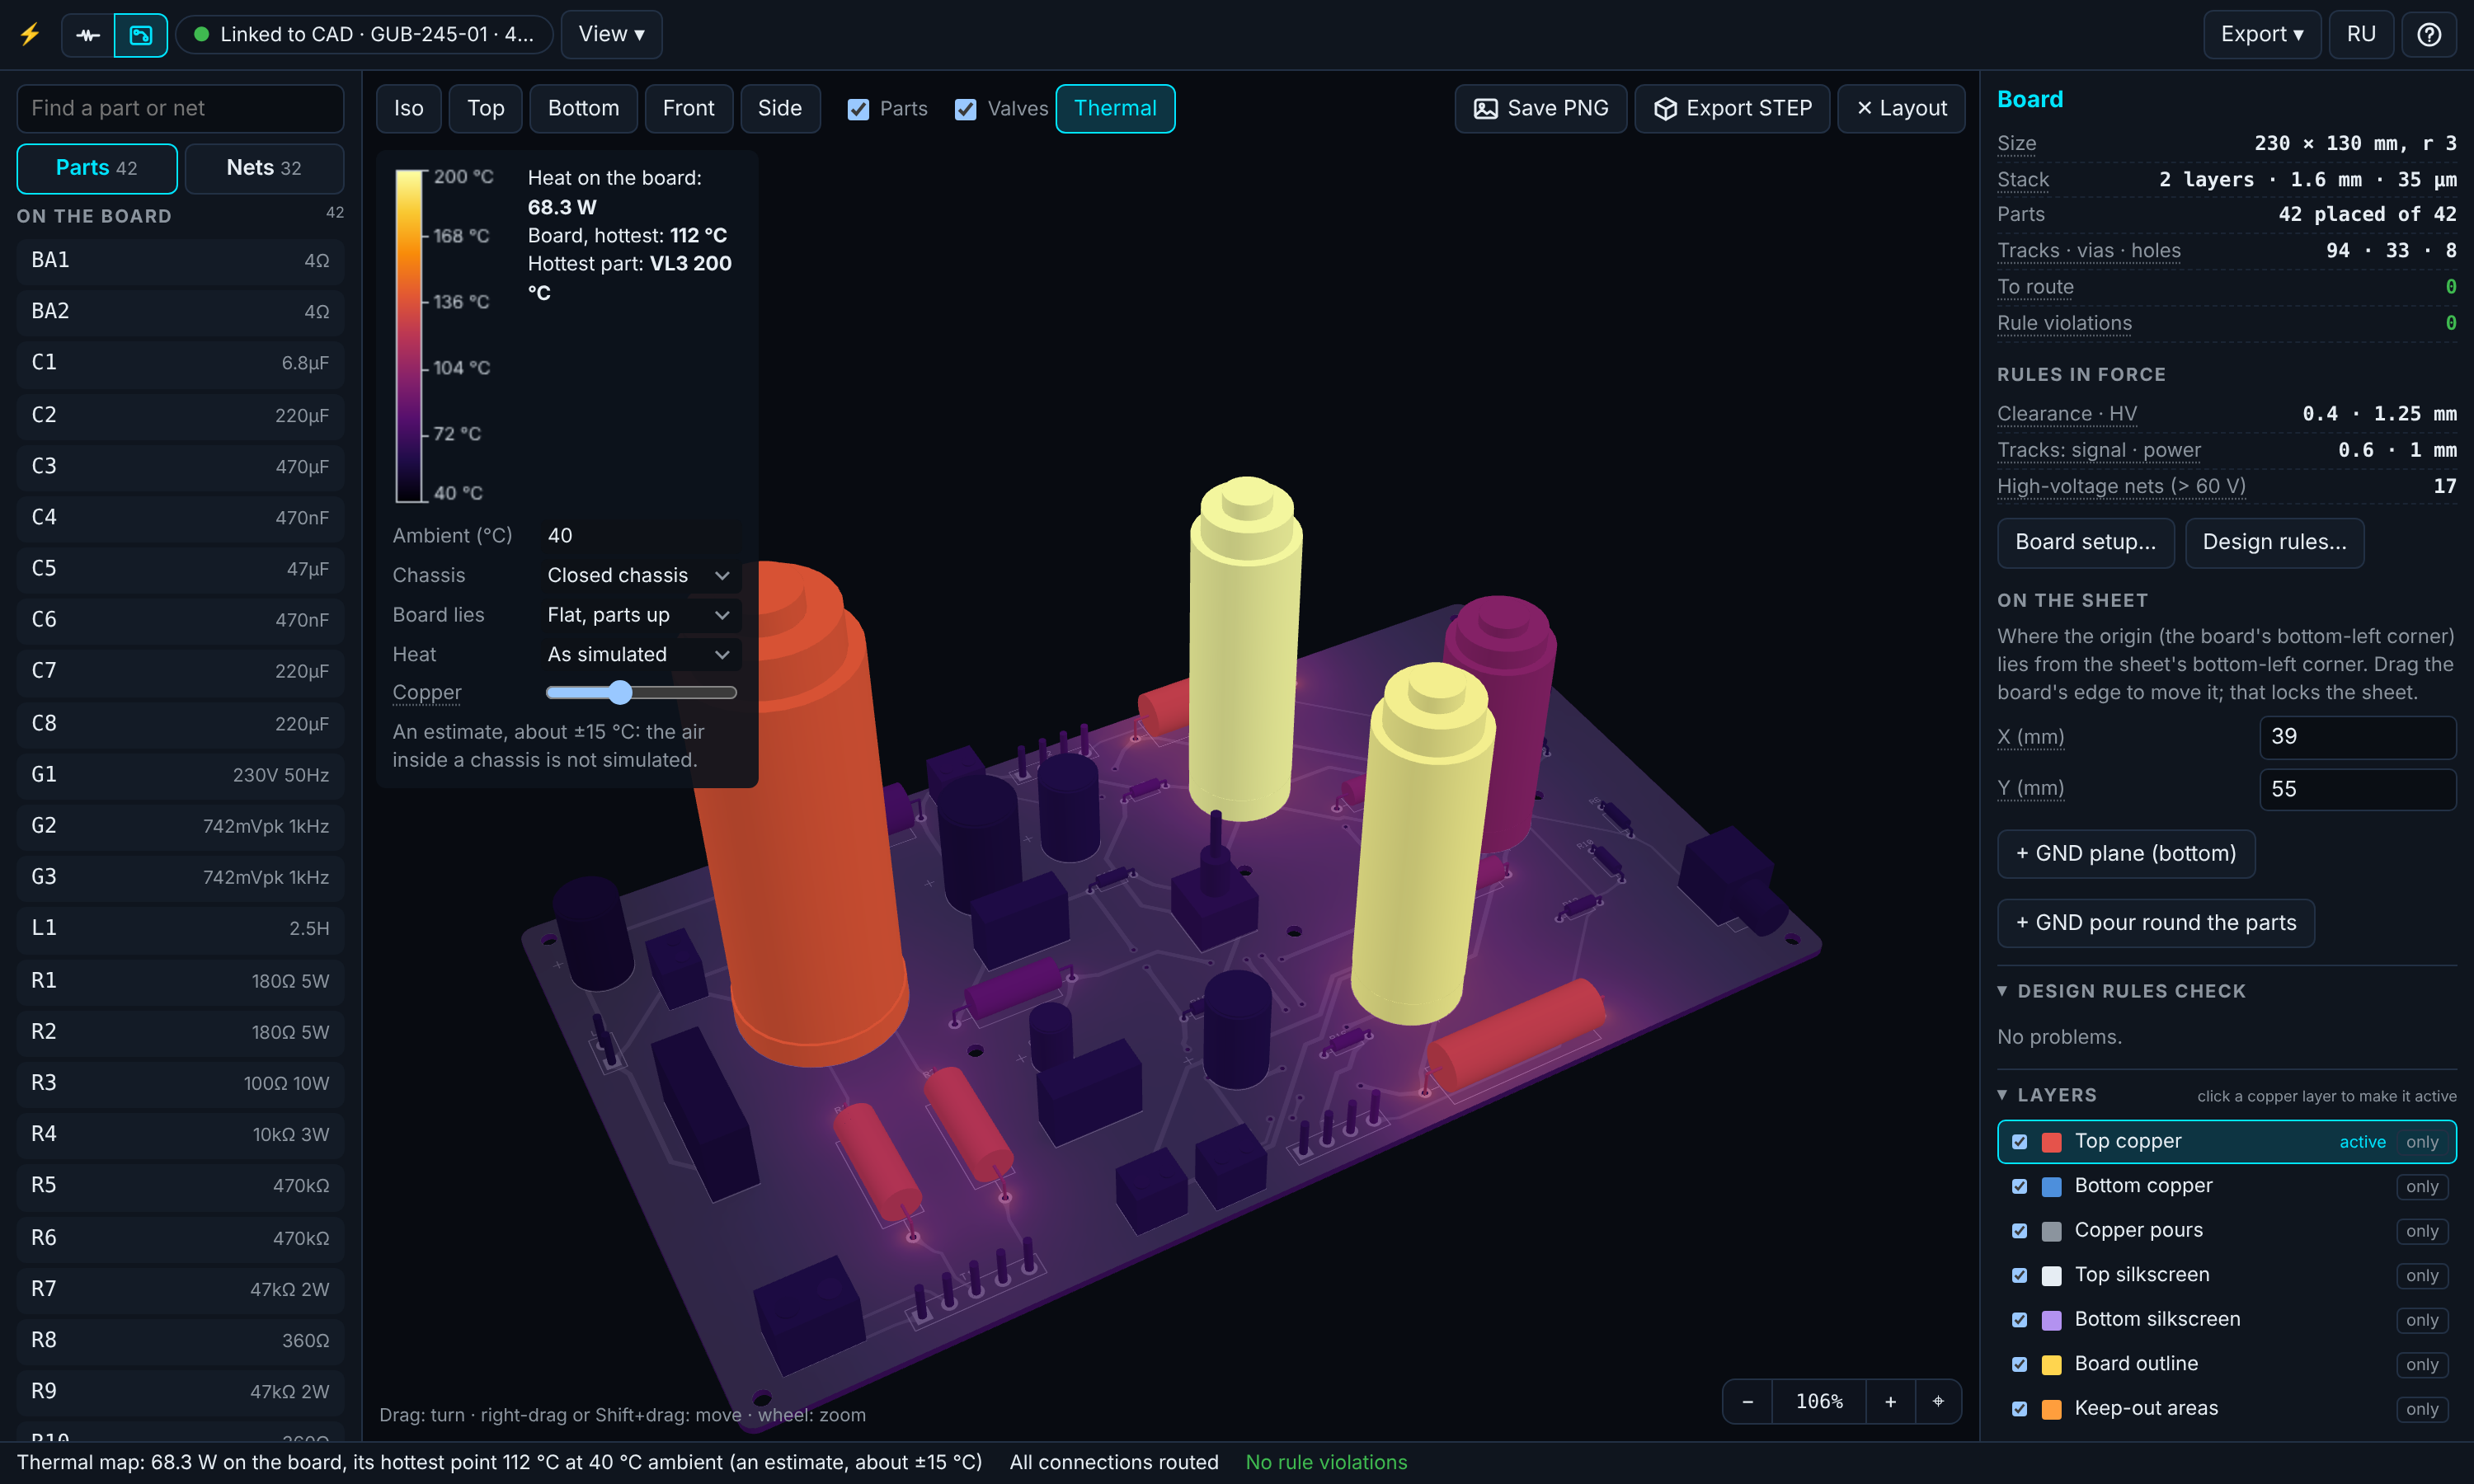 Linked to CAD · GUB-245-01 · 4...
View ▾
Export ▾
RU
Find a part or net
Parts 42
Nets 32
ON THE BOARD 42
BA1 4Ω
BA2 4Ω
C1 6.8µF
C2 220µF
C3 470µF
C4 470nF
C5 47µF
C6 470nF
C7 220µF
C8 220µF
G1 230V 50Hz
G2 742mVpk 1kHz
G3 742mVpk 1kHz
L1 2.5H
R1 180Ω 5W
R2 180Ω 5W
R3 100Ω 10W
R4 10kΩ 3W
R5 470kΩ
R6 470kΩ
R7 47kΩ 2W
R8 360Ω
R9 47kΩ 2W
R10 360Ω
Iso
Top
Bottom
Front
Side
Parts
Valves
Thermal
Save PNG
Export STEP
✕ Layout
200 °C
168 °C
136 °C
104 °C
72 °C
40 °C
Heat on the board:
68.3 W
Board, hottest: 112 °C
Hottest part: VL3 200
°C
Ambient (°C) 40
Chassis Closed chassis
Board lies Flat, parts up
Heat As simulated
Copper
An estimate, about ±15 °C: the air
inside a chassis is not simulated.
Drag: turn · right-drag or Shift+drag: move · wheel: zoom
− 106% +
Board
Size 230 × 130 mm, r 3
Stack 2 layers · 1.6 mm · 35 µm
Parts 42 placed of 42
Tracks · vias · holes 94 · 33 · 8
To route 0
Rule violations 0
RULES IN FORCE
Clearance · HV 0.4 · 1.25 mm
Tracks: signal · power 0.6 · 1 mm
High-voltage nets (> 60 V) 17
Board setup...
Design rules...
ON THE SHEET
Where the origin (the board's bottom-left corner)
lies from the sheet's bottom-left corner. Drag the
board's edge to move it; that locks the sheet.
X (mm) 39
Y (mm) 55
+ GND plane (bottom)
+ GND pour round the parts
▼ DESIGN RULES CHECK
No problems.
▼ LAYERS click a copper layer to make it active
Top copper active only
Bottom copper only
Copper pours only
Top silkscreen only
Bottom silkscreen only
Board outline only
Keep-out areas only
Thermal map: 68.3 W on the board, its hottest point 112 °C at 40 °C ambient (an estimate, about ±15 °C) All connections routed No rule violations